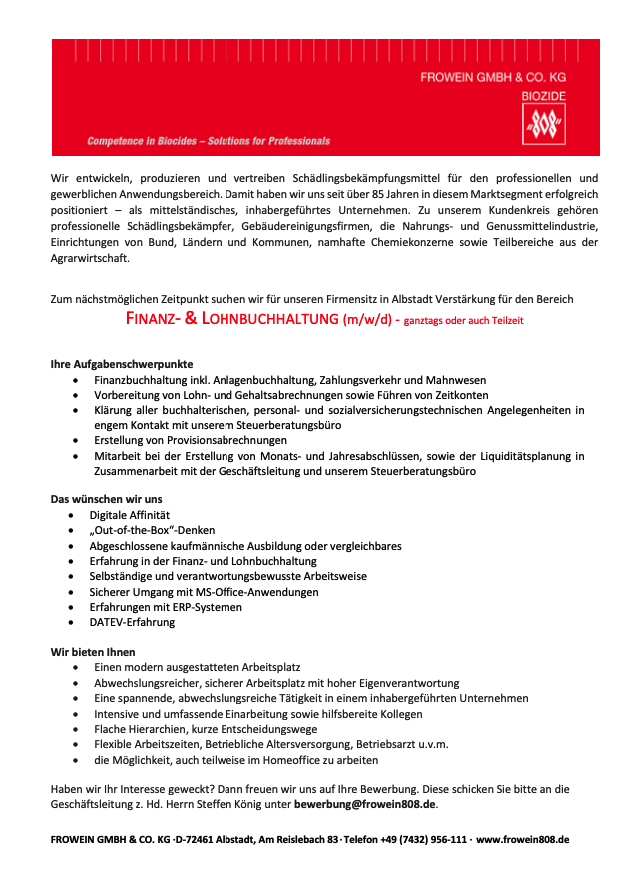 FROWEIN GMBH & CO. KG
BIOZIDE
"808"
Competence in Biocides – Solutions for Professionals
Wir entwickeln, produzieren und vertreiben Schädlingsbekämpfungsmittel für den professionellen und
gewerblichen Anwendungsbereich. Damit haben wir uns seit über 85 Jahren in diesem Marktsegment erfolgreich
positioniert – als mittelständisches, inhabergeführtes Unternehmen. Zu unserem Kundenkreis gehören
professionelle Schädlingsbekämpfer, Gebäudereinigungsfirmen, die Nahrungs- und Genussmittelindustrie,
Einrichtungen von Bund, Ländern und Kommunen, namhafte Chemiekonzerne sowie Teilbereiche aus der
Agrarwirtschaft.
Zum nächstmöglichen Zeitpunkt suchen wir für unseren Firmensitz in Albstadt Verstärkung für den Bereich
FINANZ- & LOHNBUCHHALTUNG (m/w/d) - ganztags oder auch Teilzeit
Ihre Aufgabenschwerpunkte
• Finanzbuchhaltung inkl. Anlagenbuchhaltung, Zahlungsverkehr und Mahnwesen
• Vorbereitung von Lohn- und Gehaltsabrechnungen sowie Führen von Zeitkonten
• Klärung aller buchhalterischen, personal- und sozialversicherungstechnischen Angelegenheiten in
engem Kontakt mit unserem Steuerberatungsbüro
• Erstellung von Provisionsabrechnungen
• Mitarbeit bei der Erstellung von Monats- und Jahresabschlüssen, sowie der Liquiditätsplanung in
Zusammenarbeit mit der Geschäftsleitung und unserem Steuerberatungsbüro
Das wünschen wir uns
• Digitale Affinität
• „Out-of-the-Box“-Denken
• Abgeschlossene kaufmännische Ausbildung oder vergleichbares
• Erfahrung in der Finanz- und Lohnbuchhaltung
• Selbständige und verantwortungsbewusste Arbeitsweise
• Sicherer Umgang mit MS-Office-Anwendungen
• Erfahrungen mit ERP-Systemen
• DATEV-Erfahrung
Wir bieten Ihnen
• Einen modern ausgestatteten Arbeitsplatz
• Abwechslungsreicher, sicherer Arbeitsplatz mit hoher Eigenverantwortung
• Eine spannende, abwechslungsreiche Tätigkeit in einem inhabergeführten Unternehmen
• Intensive und umfassende Einarbeitung sowie hilfsbereite Kollegen
• Flache Hierarchien, kurze Entscheidungswege
• Flexible Arbeitszeiten, Betriebliche Altersversorgung, Betriebsarzt u.v.m.
• die Möglichkeit, auch teilweise im Homeoffice zu arbeiten
Haben wir Ihr Interesse geweckt? Dann freuen wir uns auf Ihre Bewerbung. Diese schicken Sie bitte an die
Geschäftsleitung z. Hd. Herrn Steffen König unter bewerbung@frowein808.de.
FROWEIN GMBH & CO. KG ·D-72461 Albstadt, Am Reislebach 83 · Telefon +49 (7432) 956-111 · www.frowein808.de